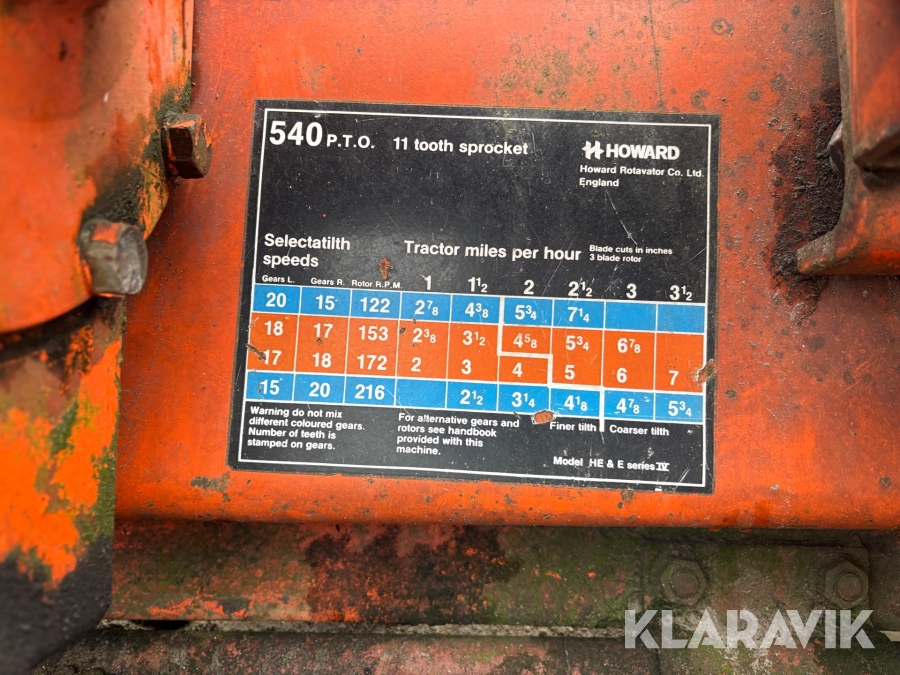 540 P.T.O. 11 tooth sprocket
HOWARD
Howard Rotavator Co. Ltd.
England
Selectatilth
speeds
Tractor miles per hour
Blade cuts in inches
3 blade rotor
Gears L. Gears R. Rotor R.P.M. 1 1½ 2 2½ 3 3½
20 15 122 2⅞ 4⅜ 5¾ 7¼
18 17 153 2⅜ 3½ 4⅝ 5¾ 6⅞
17 18 172 2 3 4 5 6 7
15 20 216 2½ 3¼ 4⅛ 4⅞ 5¾
Warning do not mix
different coloured gears.
Number of teeth is
stamped on gears.
For alternative gears and
rotors see handbook
provided with this
machine.
Finer tilth Coarser tilth
Model HE & E series IV
KLARAVIK